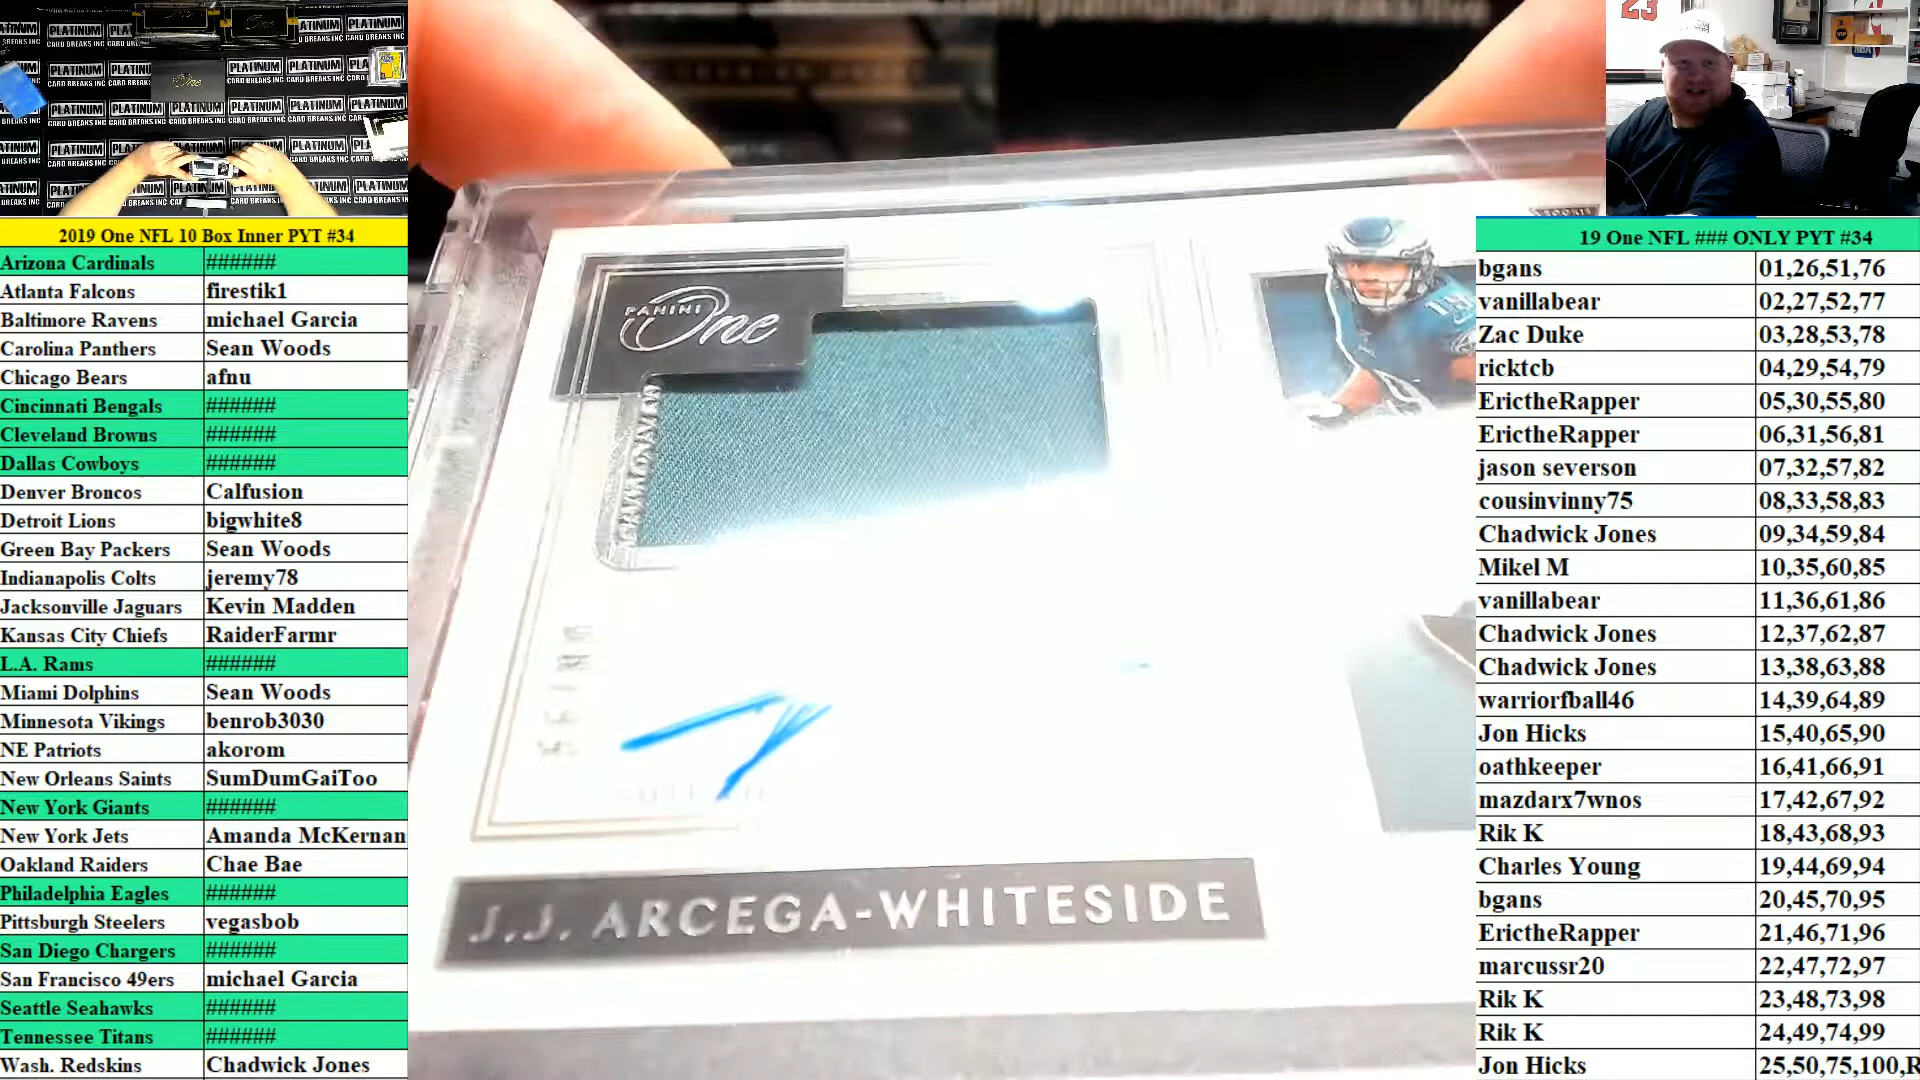 2019 One NFL 10 Box Inner PYT #34
Arizona Cardinals ######
Atlanta Falcons firestik1
Baltimore Ravens michael Garcia
Carolina Panthers Sean Woods
Chicago Bears afnu
Cincinnati Bengals ######
Cleveland Browns ######
Dallas Cowboys ######
Denver Broncos Calfusion
Detroit Lions bigwhite8
Green Bay Packers Sean Woods
Indianapolis Colts jeremy78
Jacksonville Jaguars Kevin Madden
Kansas City Chiefs RaiderFarmr
L.A. Rams ######
Miami Dolphins Sean Woods
Minnesota Vikings benrob3030
NE Patriots akorom
New Orleans Saints SumDumGaiToo
New York Giants ######
New York Jets Amanda McKernan
Oakland Raiders Chae Bae
Philadelphia Eagles ######
Pittsburgh Steelers vegasbob
San Diego Chargers ######
San Francisco 49ers michael Garcia
Seattle Seahawks ######
Tennessee Titans ######
Wash. Redskins Chadwick Jones
PLATINUM
CARD BREAKS INC
One
PANINI
One
J.J. ARCEGA-WHITESIDE
23
19 One NFL ### ONLY PYT #34
bgans 01,26,51,76
vanillabear 02,27,52,77
Zac Duke 03,28,53,78
ricktcb 04,29,54,79
ErictheRapper 05,30,55,80
ErictheRapper 06,31,56,81
jason severson 07,32,57,82
cousinvinny75 08,33,58,83
Chadwick Jones 09,34,59,84
Mikel M 10,35,60,85
vanillabear 11,36,61,86
Chadwick Jones 12,37,62,87
Chadwick Jones 13,38,63,88
warriorfball46 14,39,64,89
Jon Hicks 15,40,65,90
oathkeeper 16,41,66,91
mazdarx7wnos 17,42,67,92
Rik K 18,43,68,93
Charles Young 19,44,69,94
bgans 20,45,70,95
ErictheRapper 21,46,71,96
marcussr20 22,47,72,97
Rik K 23,48,73,98
Rik K 24,49,74,99
Jon Hicks 25,50,75,100,R